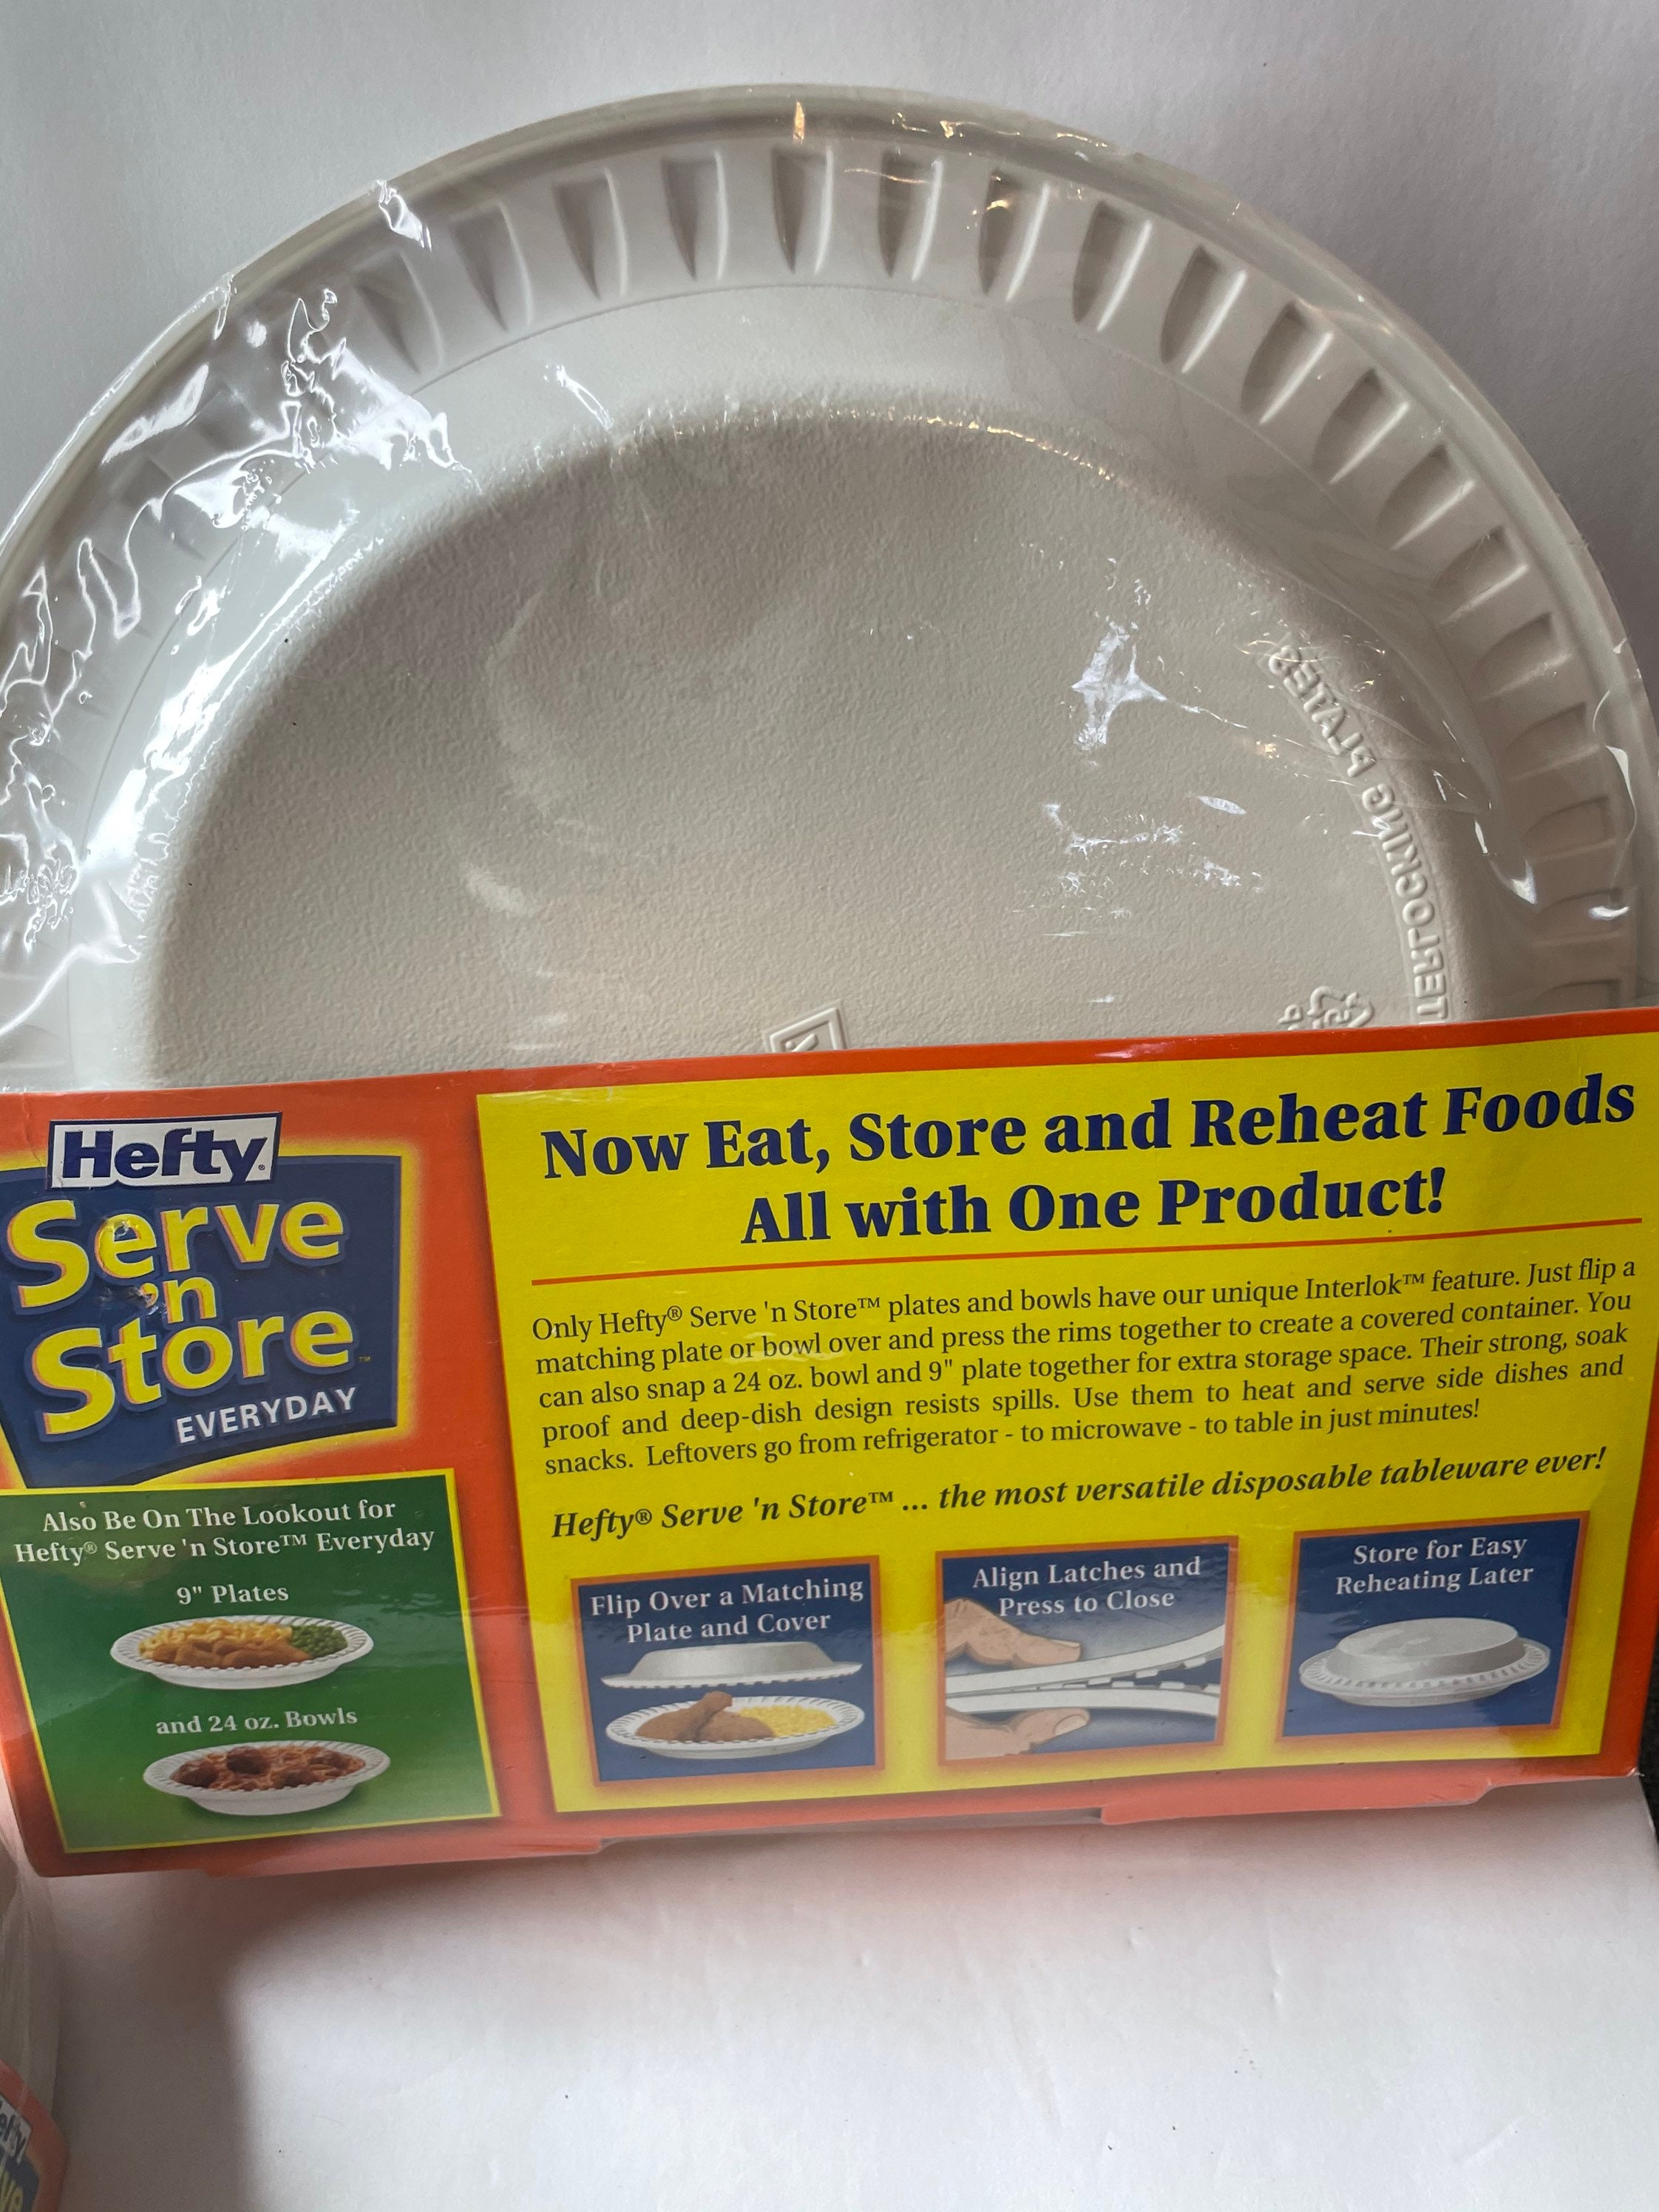 INTERLOCKING PLATES
Hefty®
Serve
'n
Store™
EVERYDAY
Also Be On The Lookout for
Hefty® Serve 'n Store™ Everyday
9" Plates
and 24 oz. Bowls
Now Eat, Store and Reheat Foods
All with One Product!
Only Hefty® Serve 'n Store™ plates and bowls have our unique Interlok™ feature. Just flip a
matching plate or bowl over and press the rims together to create a covered container. You
can also snap a 24 oz. bowl and 9" plate together for extra storage space. Their strong, soak
proof and deep-dish design resists spills. Use them to heat and serve side dishes and
snacks. Leftovers go from refrigerator - to microwave - to table in just minutes!
Hefty® Serve 'n Store™ ... the most versatile disposable tableware ever!
Flip Over a Matching
Plate and Cover
Align Latches and
Press to Close
Store for Easy
Reheating Later